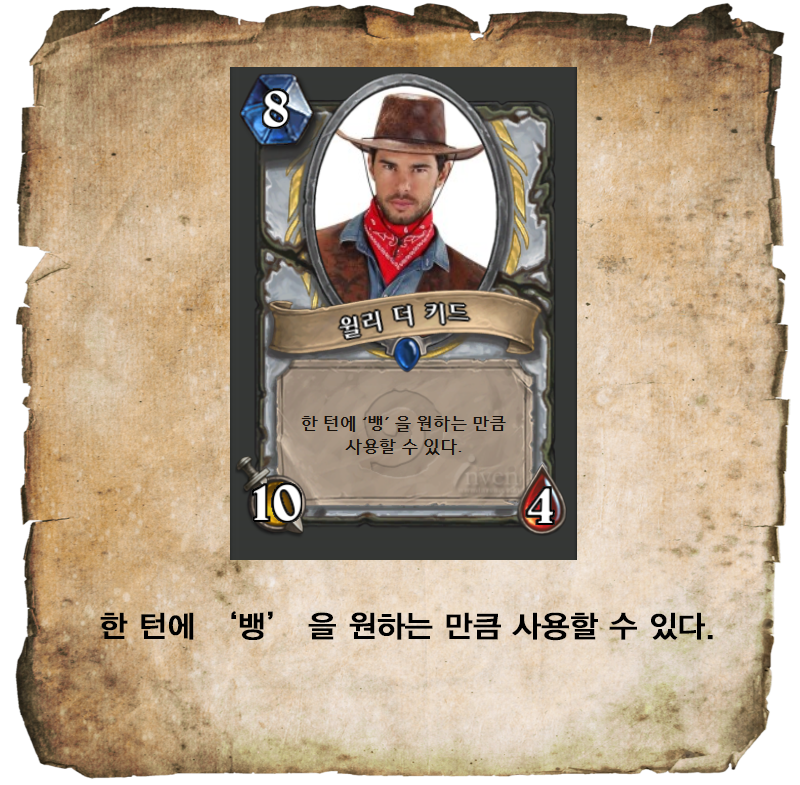 8
윌리 더 키드
한 턴에 ‘뱅’ 을 원하는 만큼
사용할 수 있다.
10
4
한 턴에 ‘뱅’ 을 원하는 만큼 사용할 수 있다.